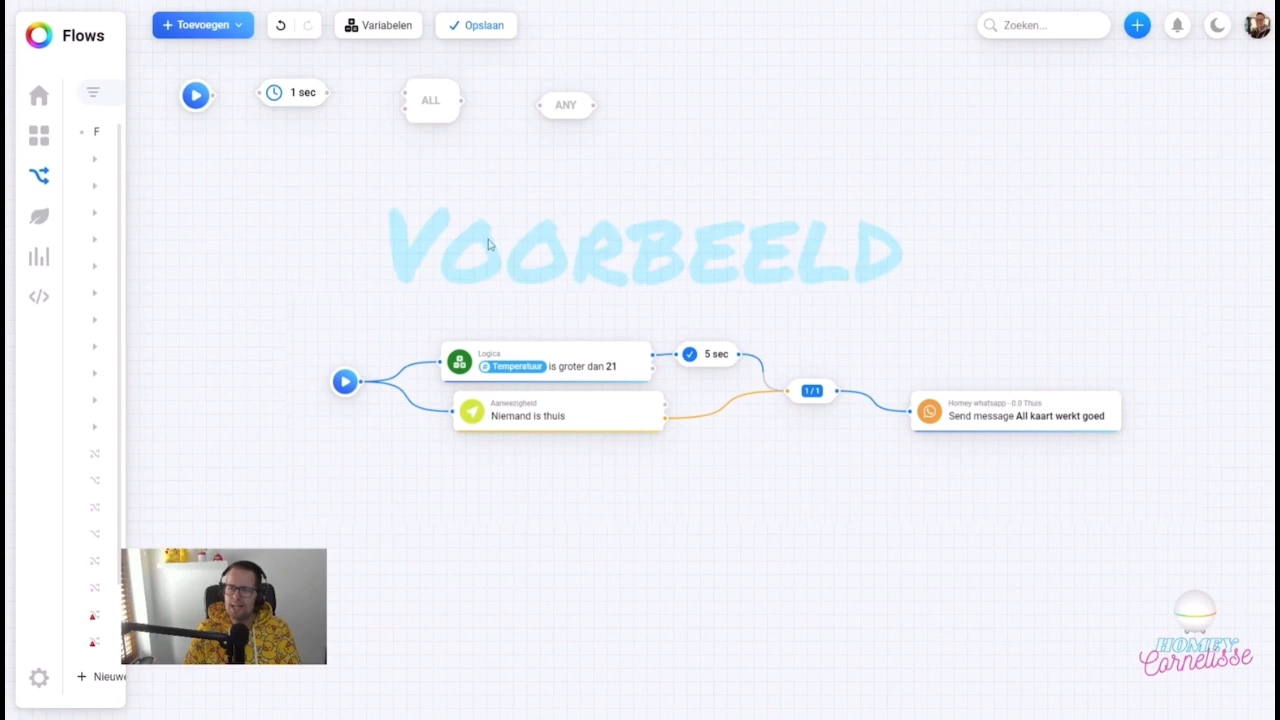 Flows
Toevoegen
Variabelen
Opslaan
Zoeken...
1 sec
ALL
ANY
F
VOORBEELD
Logica
Temperatuur is groter dan 21
5 sec
Aanwezigheid
Niemand is thuis
1 / 1
Homey whatsapp - 0.0 Thuis
Send message All kaart werkt goed
Nieuwe
HOMEY
Cornelisse